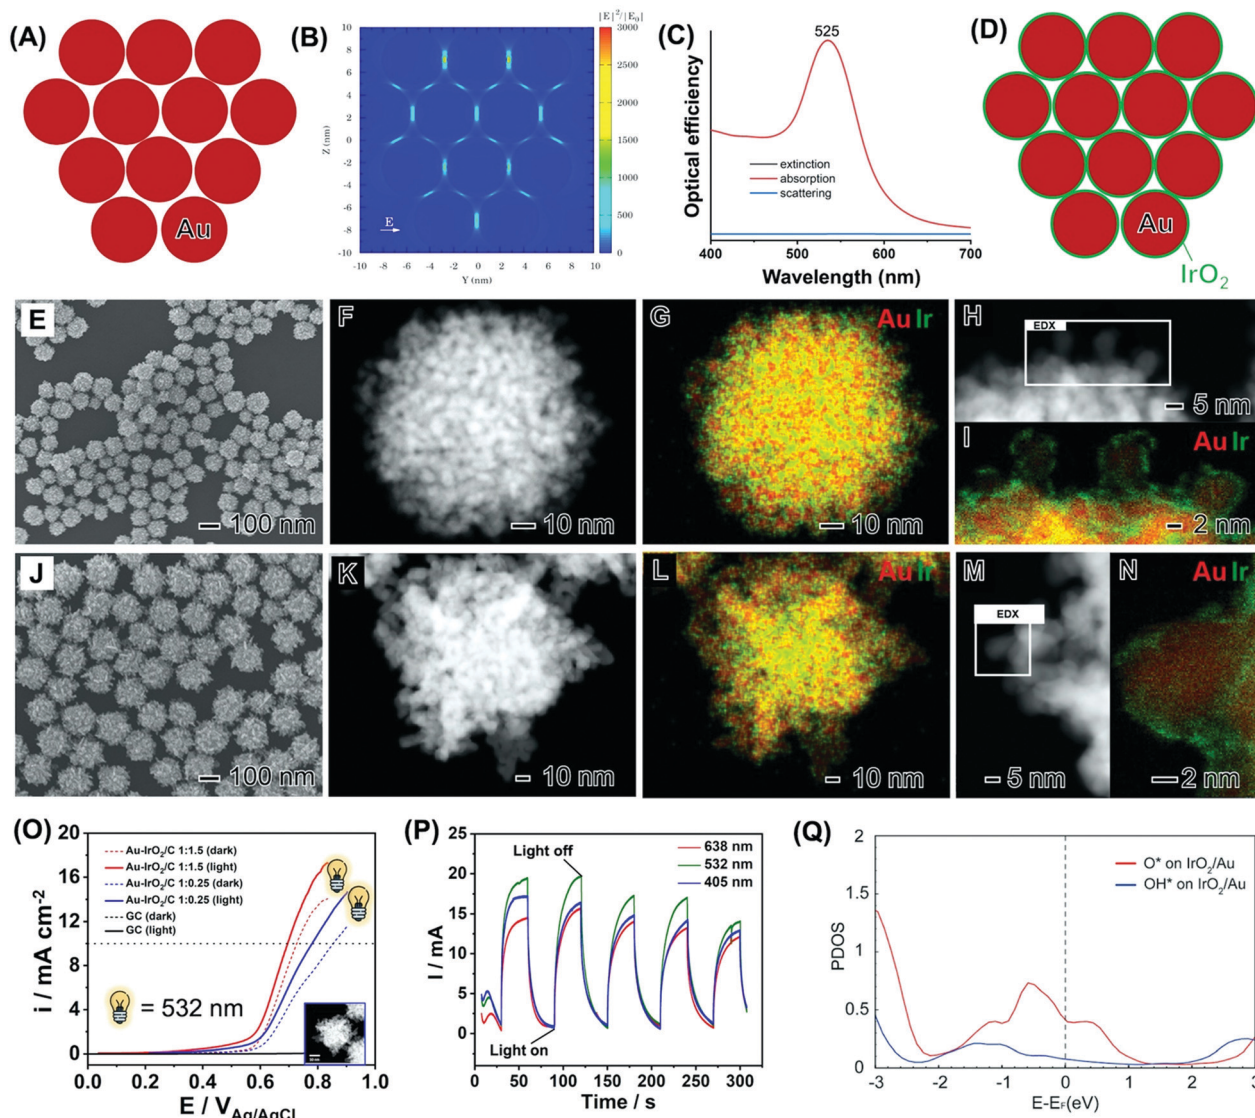 (A)
Au
(B)
|E|²/|E₀|
3000
2500
2000
1500
1000
500
0
10
8
6
4
2
0
-2
-4
-6
-8
-10
Z (nm)
E
-10 -8 -6 -4 -2 0 2 4 6 8 10
Y (nm)
(C)
525
Optical efficiency
extinction
absorption
scattering
400 500 600 700
Wavelength (nm)
(D)
Au
IrO₂
E
100 nm
F
10 nm
G
Au Ir
10 nm
H
EDX
5 nm
I
Au Ir
2 nm
J
100 nm
K
10 nm
L
Au Ir
10 nm
M
EDX
5 nm
N
Au Ir
2 nm
(O)
20
16
12
8
4
0
i / mA cm⁻²
Au-IrO₂/C 1:1.5 (dark)
Au-IrO₂/C 1:1.5 (light)
Au-IrO₂/C 1:0.25 (dark)
Au-IrO₂/C 1:0.25 (light)
GC (dark)
GC (light)
= 532 nm
0.0 0.2 0.4 0.6 0.8 1.0
E / V Ag/AgCl
(P)
25
20
15
10
5
0
I / mA
Light off
638 nm
532 nm
405 nm
Light on
0 50 100 150 200 250 300
Time / s
(Q)
2
1.5
1
0.5
0
PDOS
O* on IrO₂/Au
OH* on IrO₂/Au
-3 -2 -1 0 1 2 3
E-EF(eV)